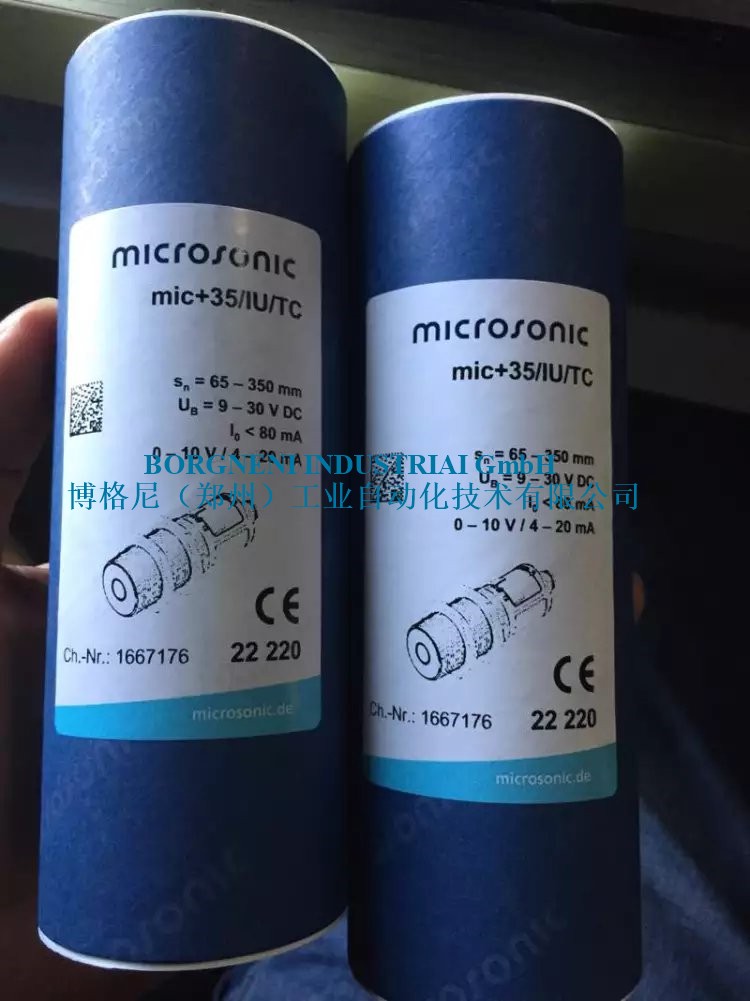 microsonic
mic+35/IU/TC
sn = 65 – 350 mm
UB = 9 – 30 V DC
I0 < 80 mA
0 – 10 V / 4 – 20 mA
CE
Ch.-Nr.: 1667176 22 220
microsonic.de
microsonic
mic+35/IU/TC
sn = 65 – 350 mm
UB = 9 – 30 V DC
I0 < 80 mA
0 – 10 V / 4 – 20 mA
CE
Ch.-Nr.: 1667176 22 220
microsonic.de
BORGNENI INDUSTRIAI GmbH
博格尼（郑州）工业自动化技术有限公司